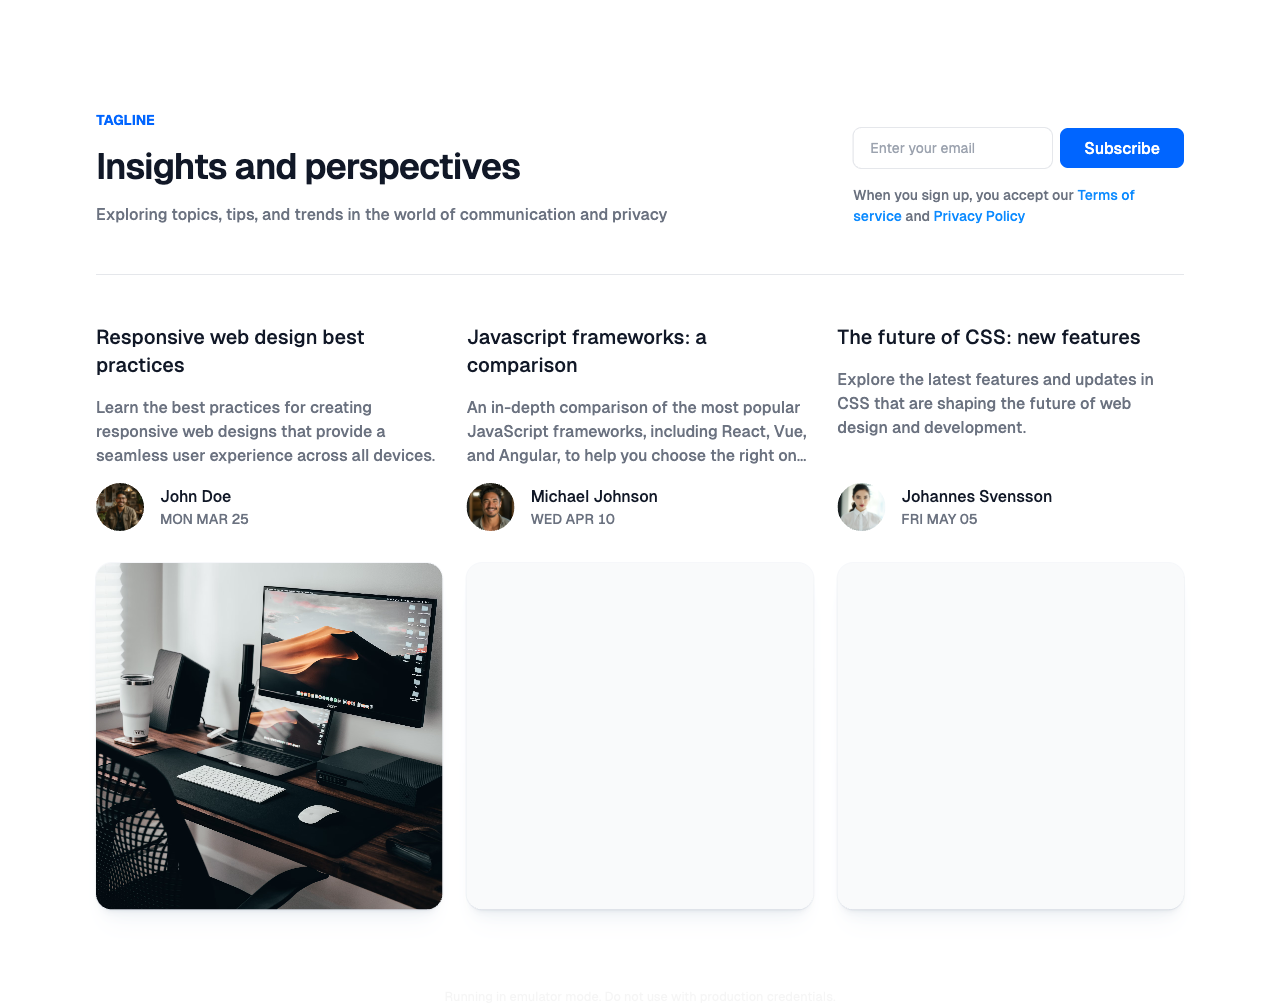 TAGLINE
Insights and perspectives
Exploring topics, tips, and trends in the world of communication and privacy
Enter your email
Subscribe
When you sign up, you accept our Terms of
service and Privacy Policy
Responsive web design best
practices
Learn the best practices for creating
responsive web designs that provide a
seamless user experience across all devices.
John Doe
MON MAR 25
Javascript frameworks: a
comparison
An in-depth comparison of the most popular
JavaScript frameworks, including React, Vue,
and Angular, to help you choose the right on...
Michael Johnson
WED APR 10
The future of CSS: new features
Explore the latest features and updates in
CSS that are shaping the future of web
design and development.
Johannes Svensson
FRI MAY 05
Running in emulator mode. Do not use with production credentials.